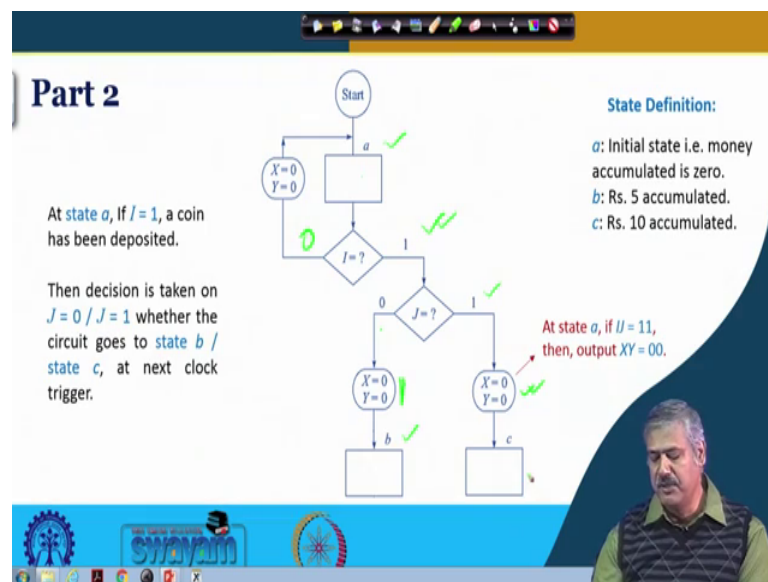 Part 2
At state a, If I = 1, a coin
has been deposited.
Then decision is taken on
J = 0 / J = 1 whether the
circuit goes to state b /
state c, at next clock
trigger.
Start
a
X=0
Y=0
0
I=?
1
0
J=?
1
X=0
Y=0
X=0
Y=0
b
c
State Definition:
a: Initial state i.e. money
accumulated is zero.
b: Rs. 5 accumulated.
c: Rs. 10 accumulated.
At state a, if IJ = 11,
then, output XY = 00.
swayam